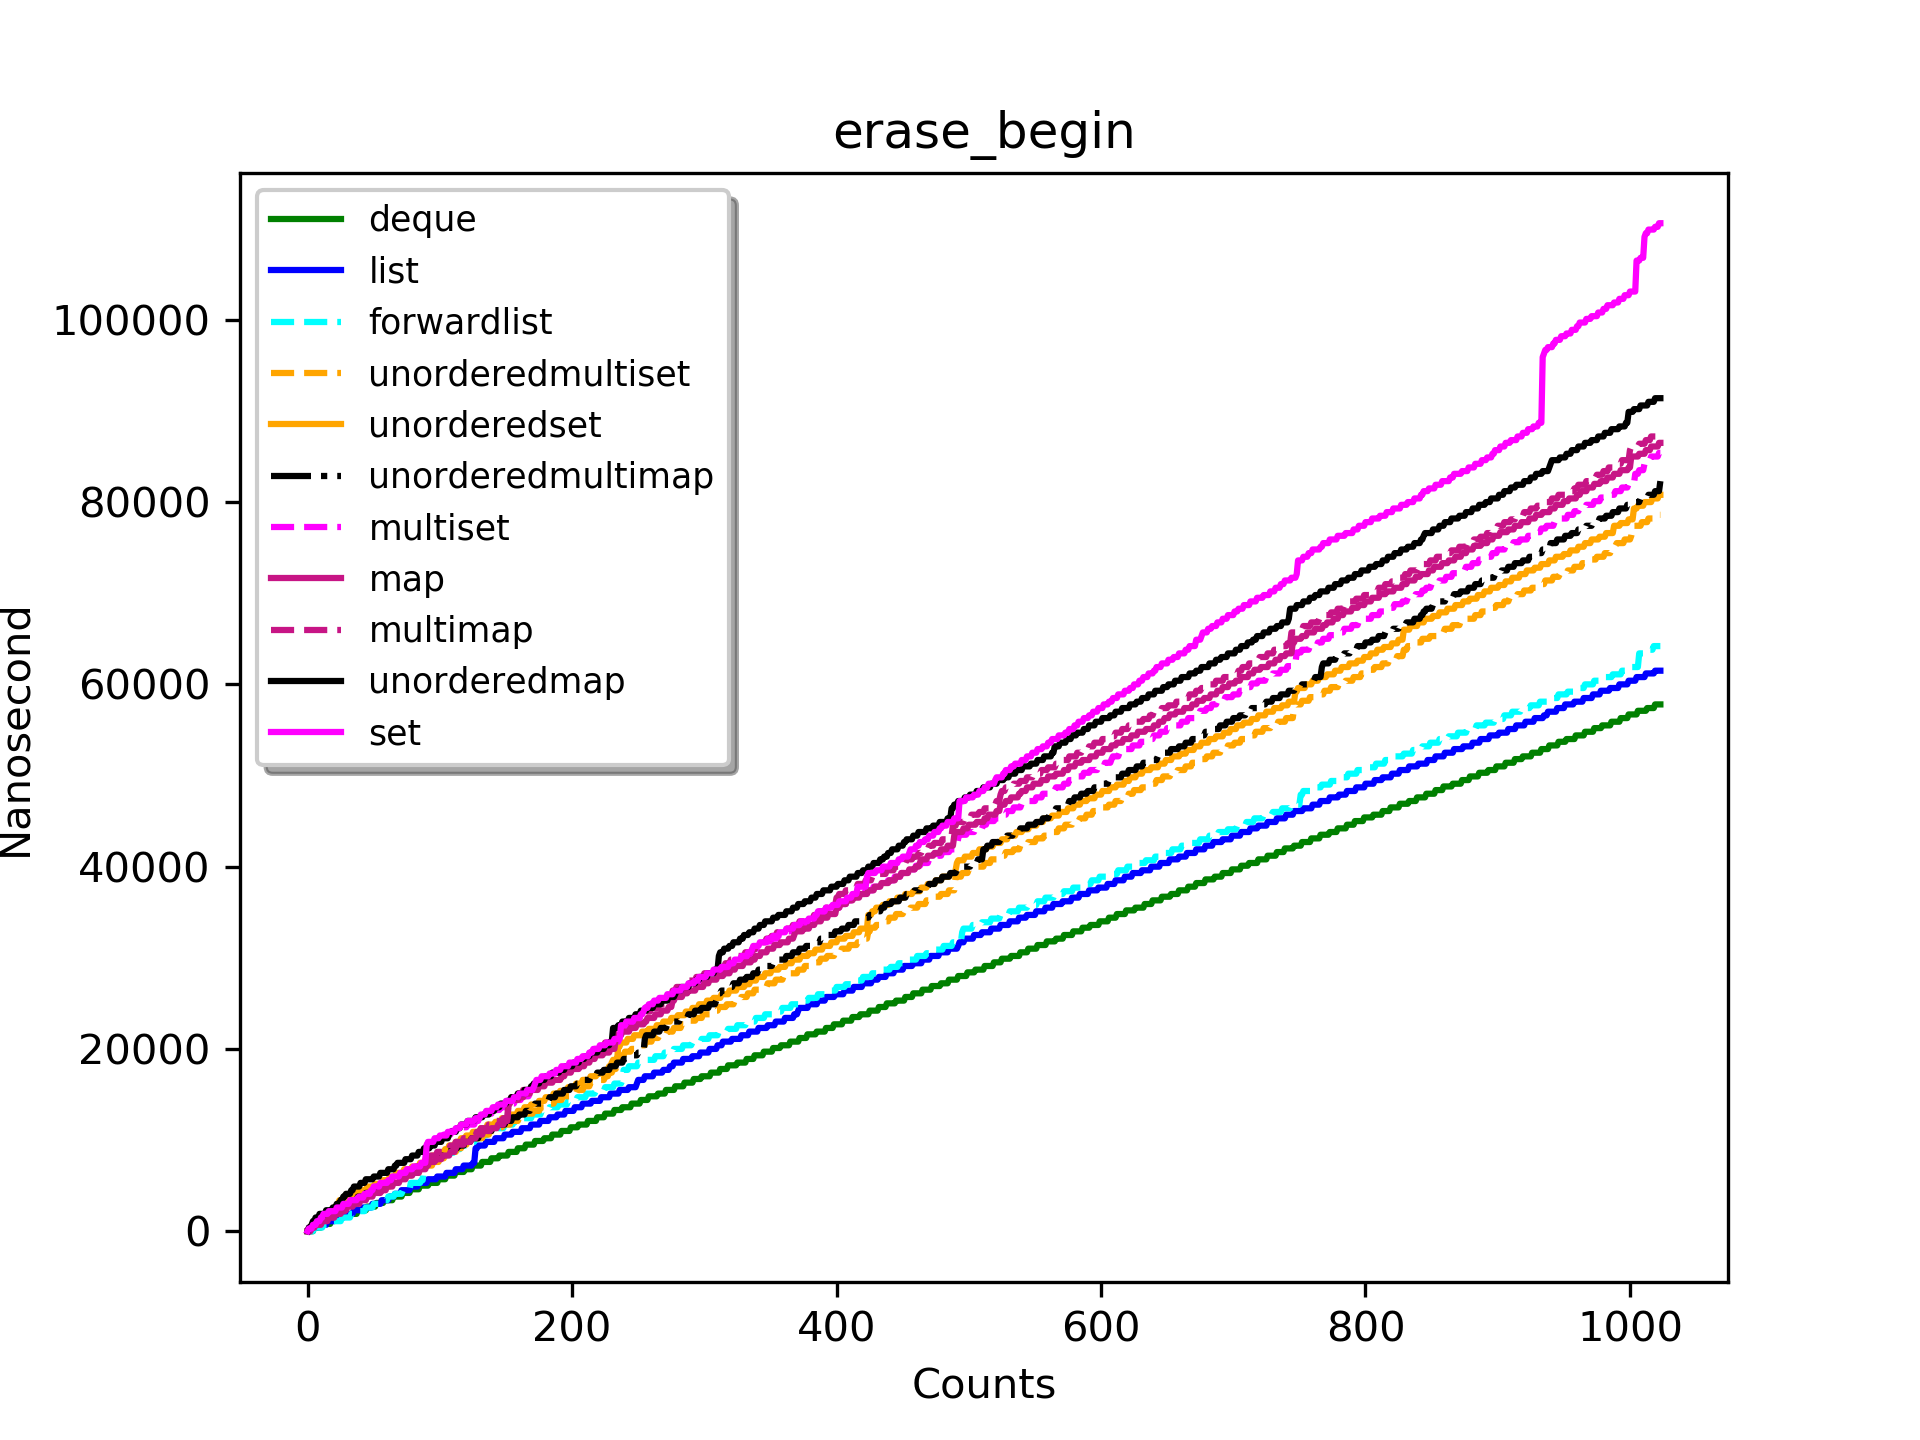 erase_begin
deque
list
forwardlist
unorderedmultiset
unorderedset
unorderedmultimap
multiset
map
multimap
unorderedmap
set
Nanosecond
100000
80000
60000
40000
20000
0
0 200 400 600 800 1000
Counts